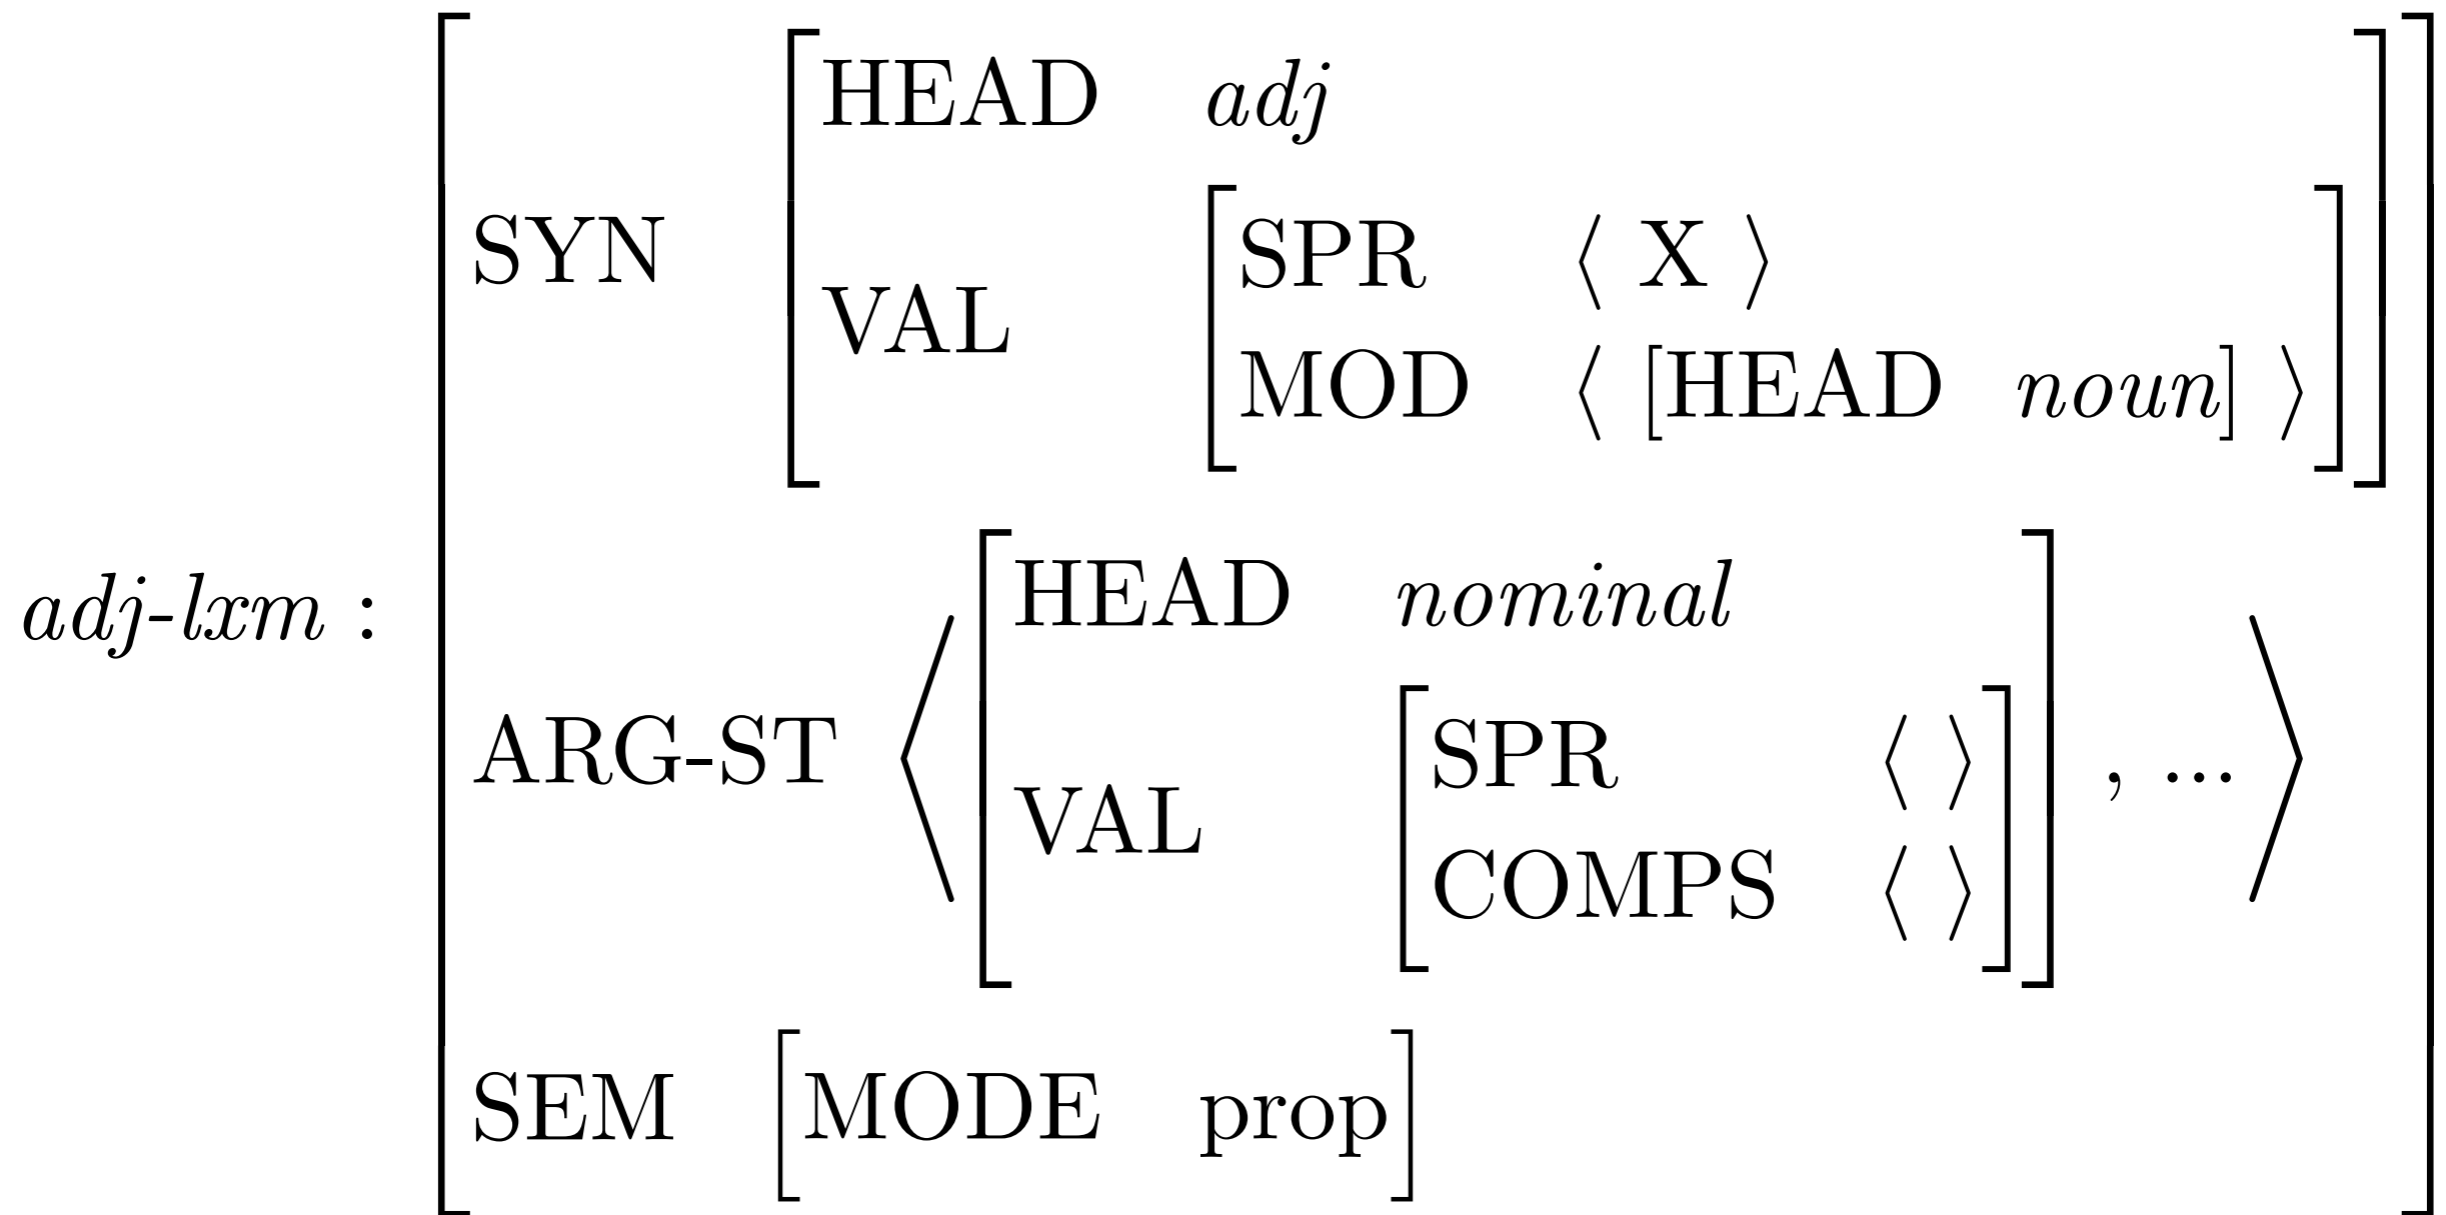 HEAD adj
SYN
SPR ⟨ X ⟩
VAL
MOD ⟨ [HEAD noun] ⟩
HEAD nominal
adj-lxm :
ARG-ST
SPR ⟨ ⟩
, ...
VAL
COMPS ⟨ ⟩
SEM [MODE prop]